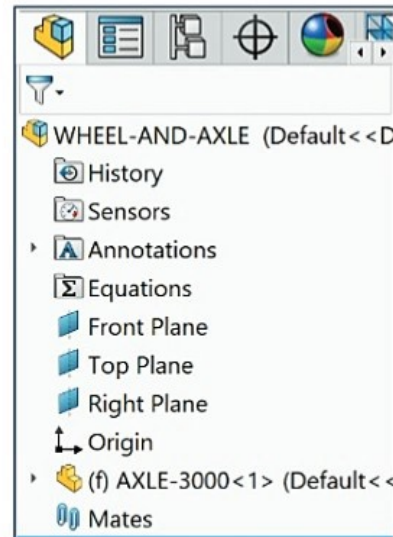 WHEEL-AND-AXLE (Default<<D
History
Sensors
Annotations
Equations
Front Plane
Top Plane
Right Plane
Origin
(f) AXLE-3000<1> (Default<<
Mates